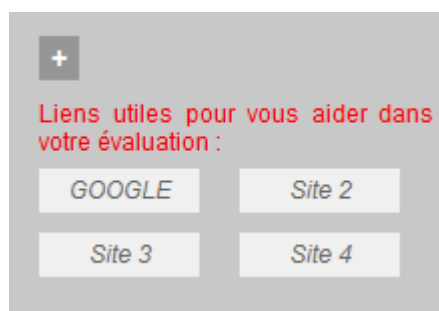 +
Liens utiles pour vous aider dans
votre évaluation :
GOOGLE Site 2
Site 3 Site 4